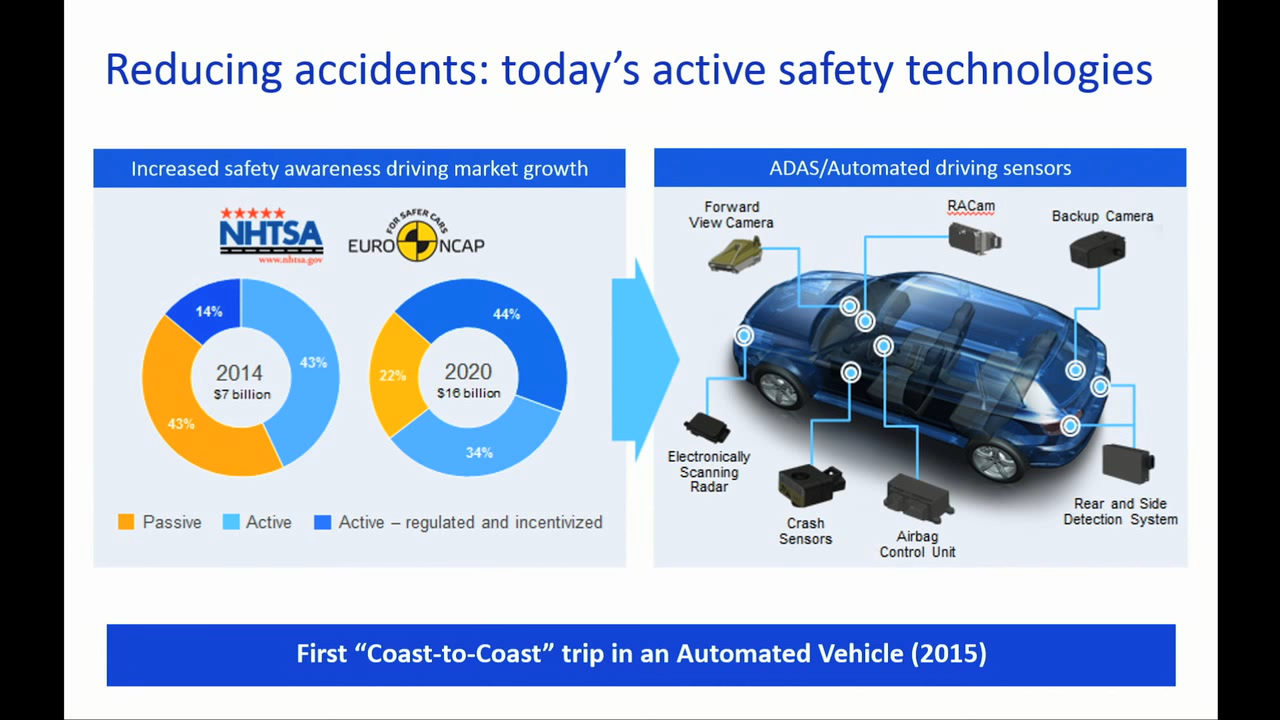 Reducing accidents: today’s active safety technologies
Increased safety awareness driving market growth
NHTSA
www.nhtsa.gov
FOR SAFER CARS
EURO NCAP
14%
43%
43%
2014
$7 billion
44%
22%
34%
2020
$16 billion
Passive
Active
Active – regulated and incentivized
ADAS/Automated driving sensors
Forward
View Camera
RACam
Backup Camera
Electronically
Scanning
Radar
Crash
Sensors
Airbag
Control Unit
Rear and Side
Detection System
First “Coast-to-Coast” trip in an Automated Vehicle (2015)